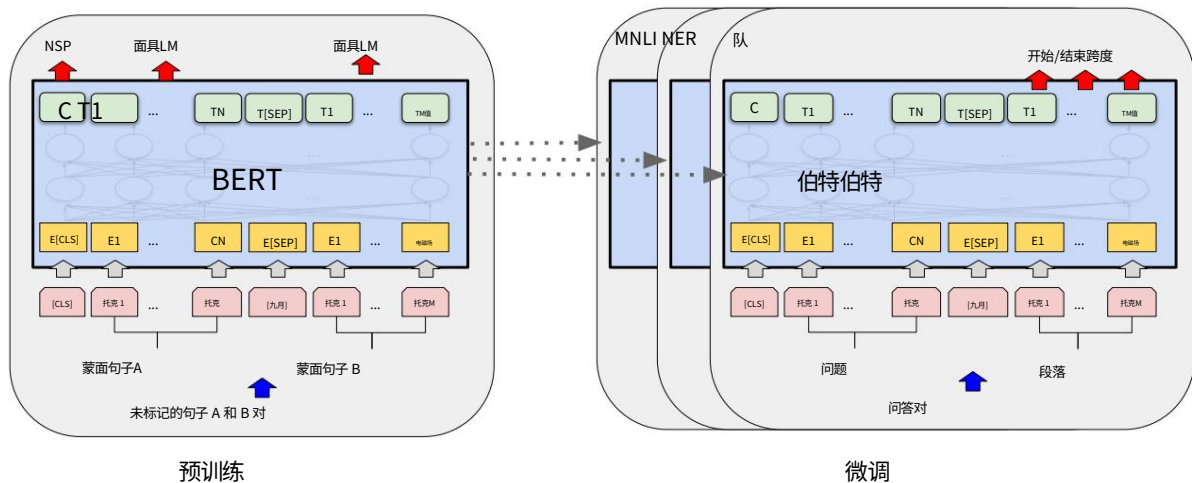 NSP 面具LM 面具LM
C T1 ... TN T[SEP] T1 ... TM值
BERT
E[CLS] E1 ... CN E[SEP] E1 ... 电磁场
[CLS] 托克 1 ... 托克 [九月] 托克 1 ... 托克M
蒙面句子A 蒙面句子 B
未标记的句子 A 和 B 对
预训练
MNLI NER 队 开始/结束跨度
C T1 ... TN T[SEP] T1 ... TM值
伯特伯特
E[CLS] E1 ... CN E[SEP] E1 ... 电磁场
[CLS] 托克 1 ... 托克 [九月] 托克 1 ... 托克M
问题 段落
问答对
微调